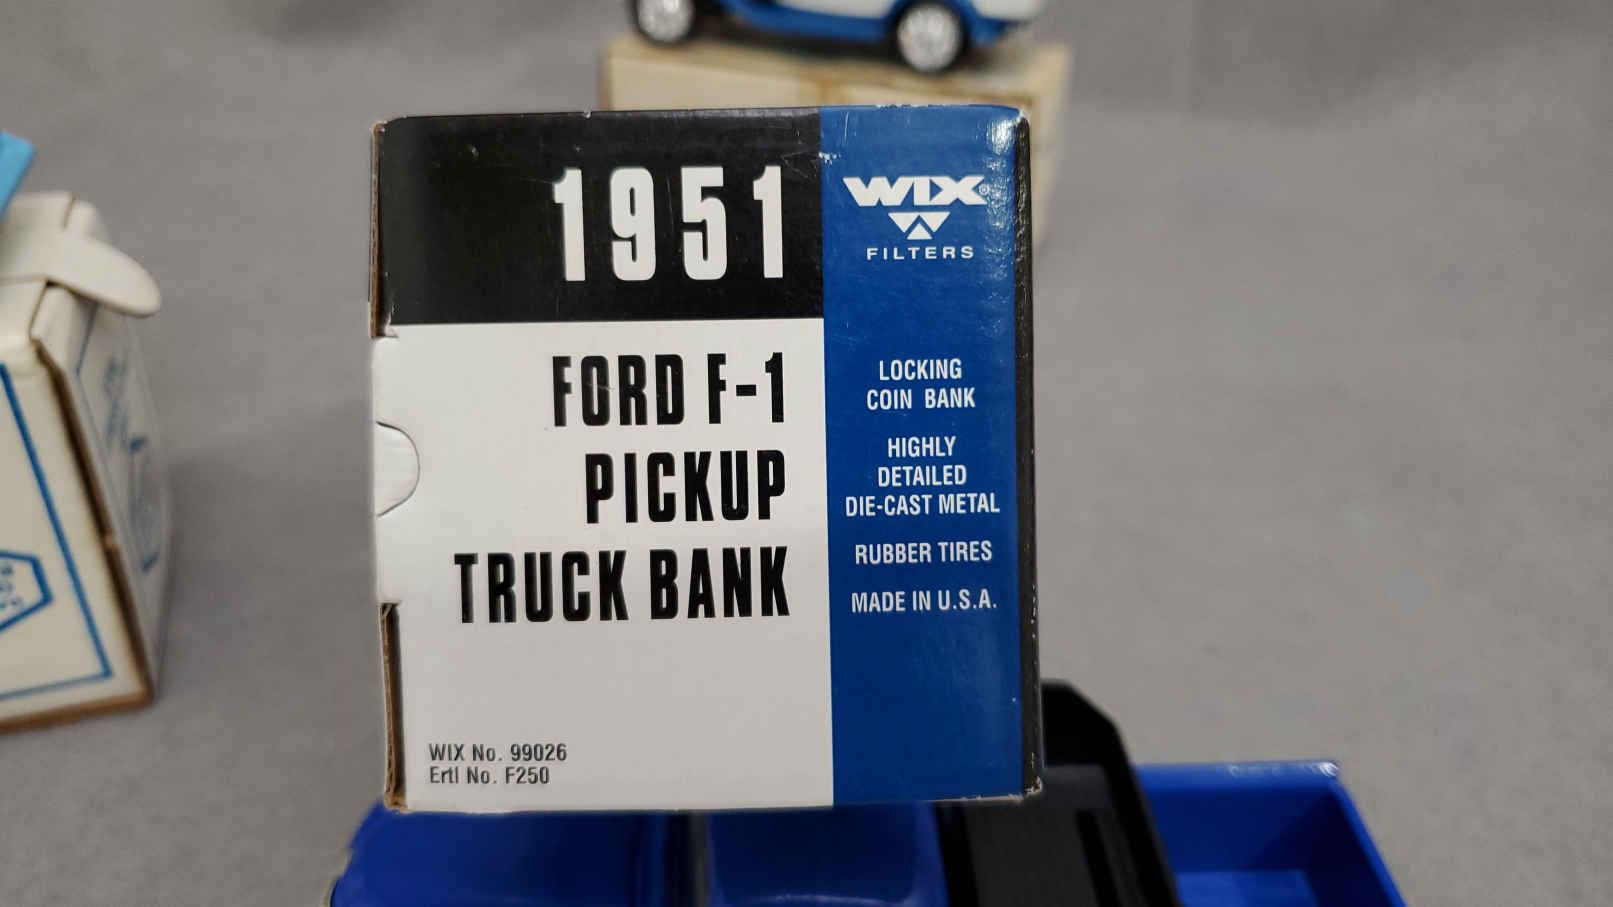 1951
FORD F-1
PICKUP
TRUCK BANK
WIX No. 99026
Ertl No. F250
WIX®
FILTERS
LOCKING
COIN BANK
HIGHLY
DETAILED
DIE-CAST METAL
RUBBER TIRES
MADE IN U.S.A.